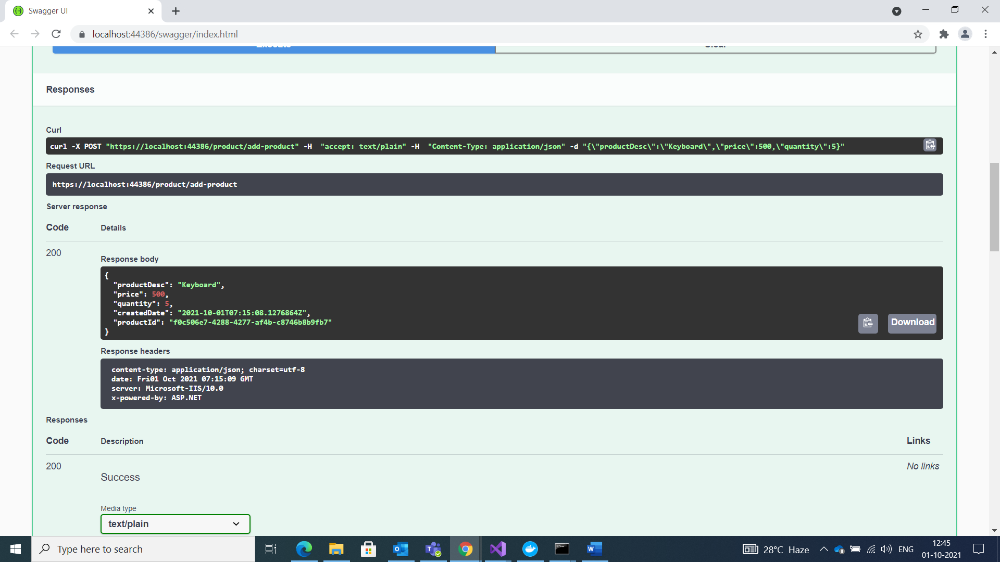 Swagger UI
localhost:44386/swagger/index.html
Execute
Clear
Responses
Curl
curl -X POST "https://localhost:44386/product/add-product" -H  "accept: text/plain" -H  "Content-Type: application/json" -d "{\"productDesc\":\"Keyboard\",\"price\":500,\"quantity\":5}"
Request URL
https://localhost:44386/product/add-product
Server response
Code Details
200
Response body
{
"productDesc": "Keyboard",
"price": 500,
"quantity": 5,
"createdDate": "2021-10-01T07:15:08.1276864Z",
"productId": "f0c506e7-4288-4277-af4b-c8746b8b9fb7"
}
Download
Response headers
content-type: application/json; charset=utf-8
date: Fri01 Oct 2021 07:15:09 GMT
server: Microsoft-IIS/10.0
x-powered-by: ASP.NET
Responses
Code Description Links
200 No links
Success
Media type
text/plain
Type here to search
28°C Haze
ENG
12:45
01-10-2021